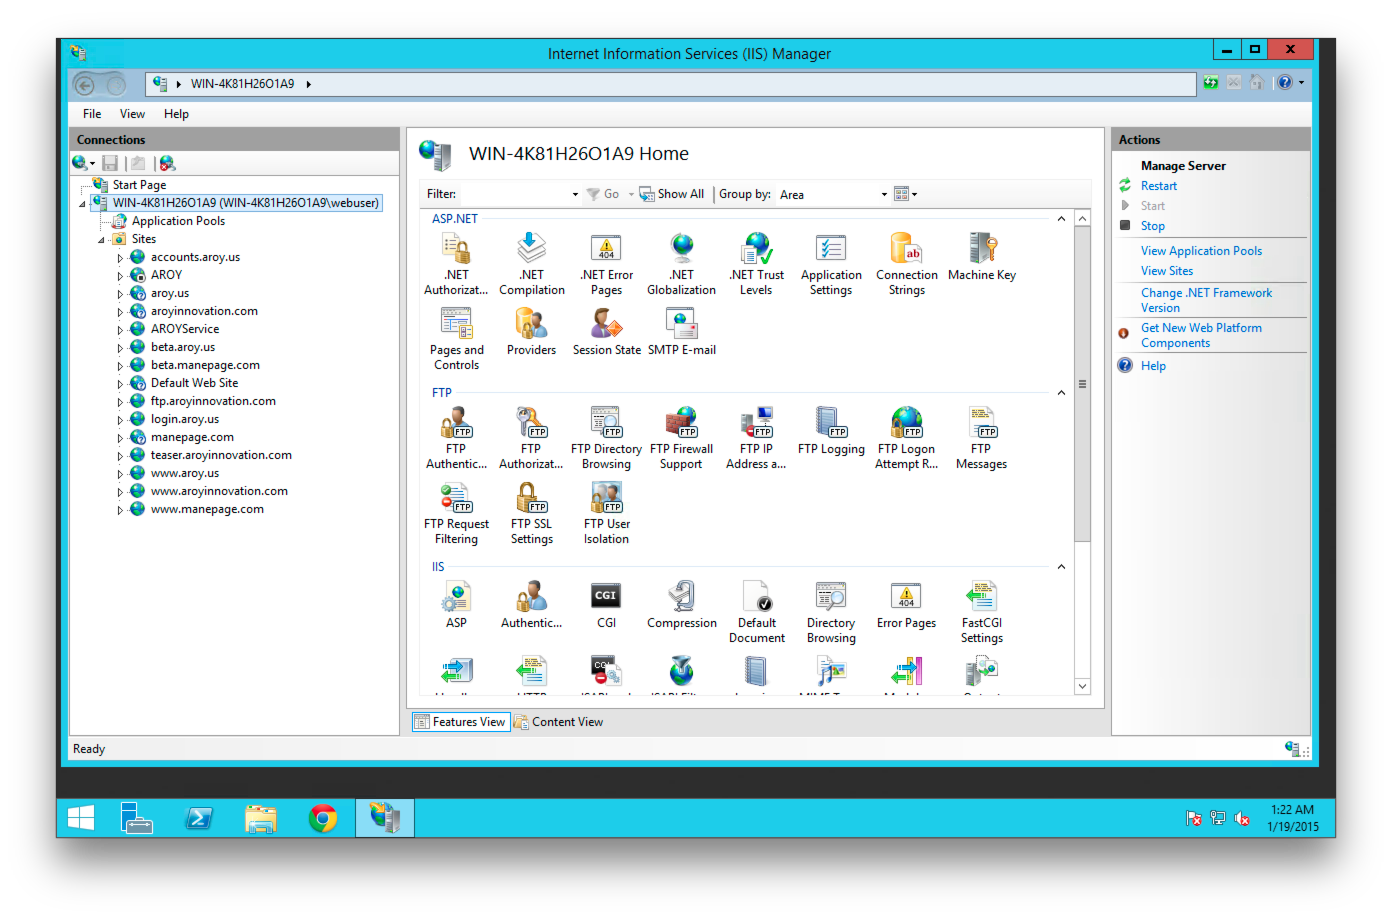 Internet Information Services (IIS) Manager
WIN-4K81H26O1A9
File View Help
Connections
Start Page
WIN-4K81H26O1A9 (WIN-4K81H26O1A9\webuser)
Application Pools
Sites
accounts.aroy.us
AROY
aroy.us
aroyinnovation.com
AROYService
beta.aroy.us
beta.manepage.com
Default Web Site
ftp.aroyinnovation.com
login.aroy.us
manepage.com
teaser.aroyinnovation.com
www.aroy.us
www.aroyinnovation.com
www.manepage.com
WIN-4K81H26O1A9 Home
Filter: Go Show All Group by: Area
ASP.NET
.NET .NET .NET Error .NET .NET Trust Application Connection Machine Key
Authorizat... Compilation Pages Globalization Levels Settings Strings
Pages and Providers Session State SMTP E-mail
Controls
FTP
FTP FTP FTP Directory FTP Firewall FTP IP FTP Logging FTP Logon FTP
Authentic... Authorizat... Browsing Support Address a... Attempt R... Messages
FTP Request FTP SSL FTP User
Filtering Settings Isolation
IIS
ASP Authentic... CGI Compression Default Directory Error Pages FastCGI
Document Browsing Settings
Features View Content View
Actions
Manage Server
Restart
Start
Stop
View Application Pools
View Sites
Change .NET Framework
Version
Get New Web Platform
Components
Help
Ready
1:22 AM
1/19/2015